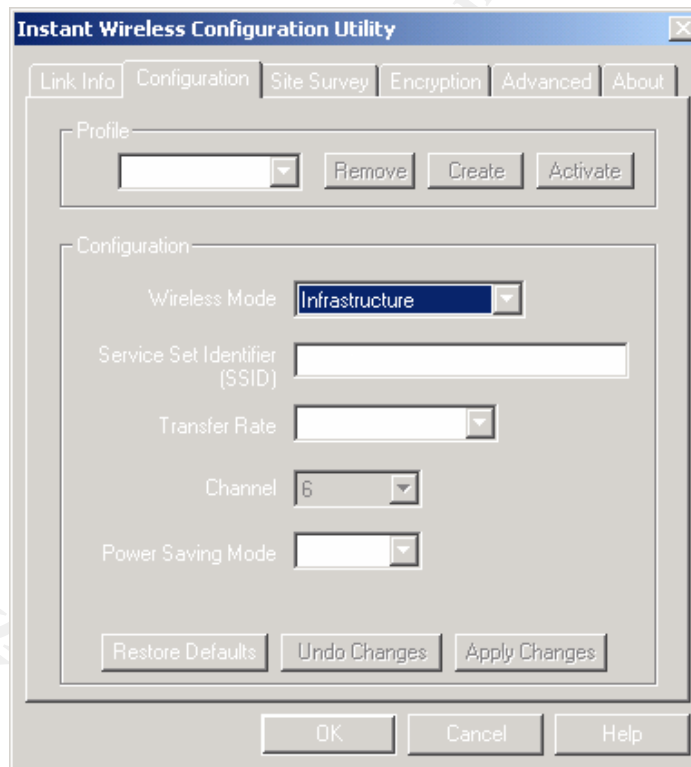 Instant Wireless Configuration Utility
Link Info Configuration Site Survey Encryption Advanced About
Profile
Remove Create Activate
Configuration
Wireless Mode Infrastructure
Service Set Identifier
(SSID)
Transfer Rate
Channel 6
Power Saving Mode
Restore Defaults Undo Changes Apply Changes
OK Cancel Help